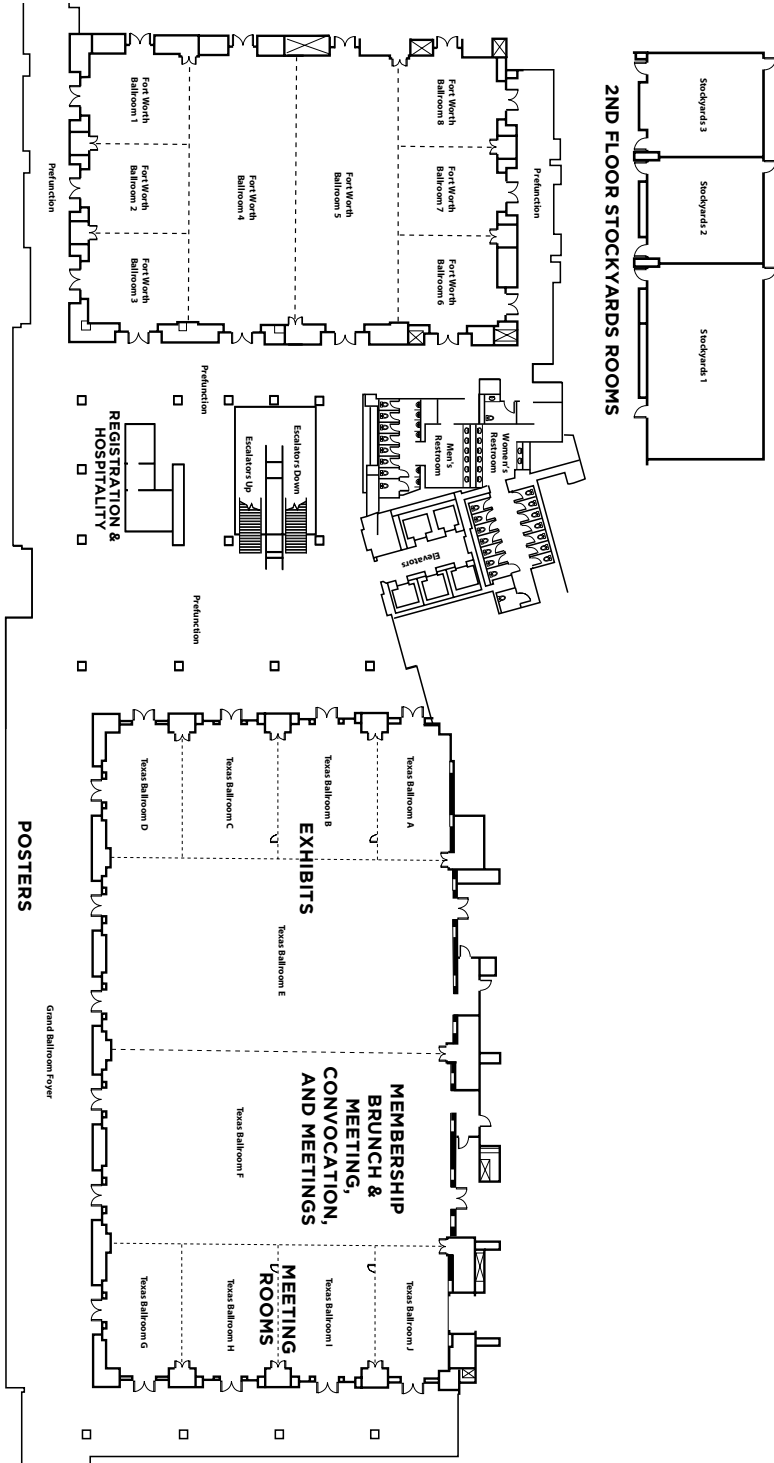 2ND FLOOR STOCKYARDS ROOMS
Stockyards 3
Stockyards 2
Stockyards 1
Prefunction
Fort Worth
Ballroom 8
Fort Worth
Ballroom 7
Fort Worth
Ballroom 6
Fort Worth
Ballroom 5
Fort Worth
Ballroom 4
Fort Worth
Ballroom 1
Fort Worth
Ballroom 2
Fort Worth
Ballroom 3
Prefunction
Prefunction
Women's
Restroom
Men's
Restroom
Elevators
Escalators Down
Escalators Up
REGISTRATION &
HOSPITALITY
Prefunction
Texas Ballroom A
Texas Ballroom B
Texas Ballroom C
Texas Ballroom D
EXHIBITS
Texas Ballroom E
MEMBERSHIP
BRUNCH &
MEETING,
CONVOCATION,
AND MEETINGS
Texas Ballroom F
Texas Ballroom J
Texas Ballroom I
MEETING
ROOMS
Texas Ballroom H
Texas Ballroom G
Grand Ballroom Foyer
POSTERS